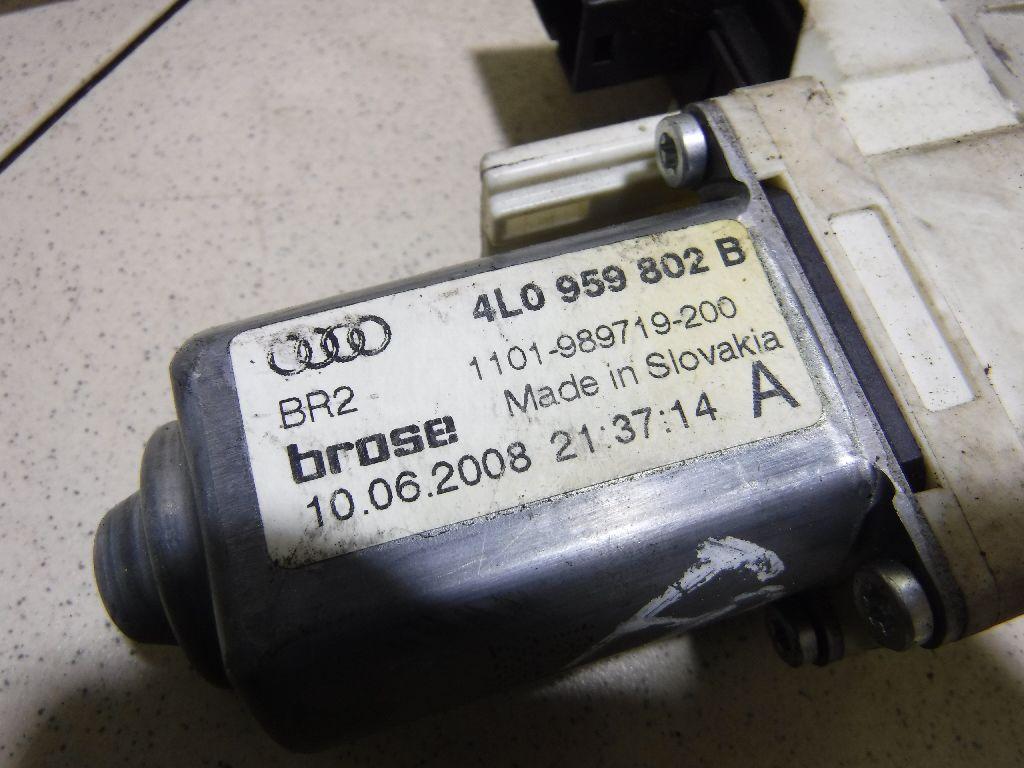 4L0 959 802 B
1101-989719-200
BR2
Made in Slovakia
brose
10.06.2008 21:37:14 A